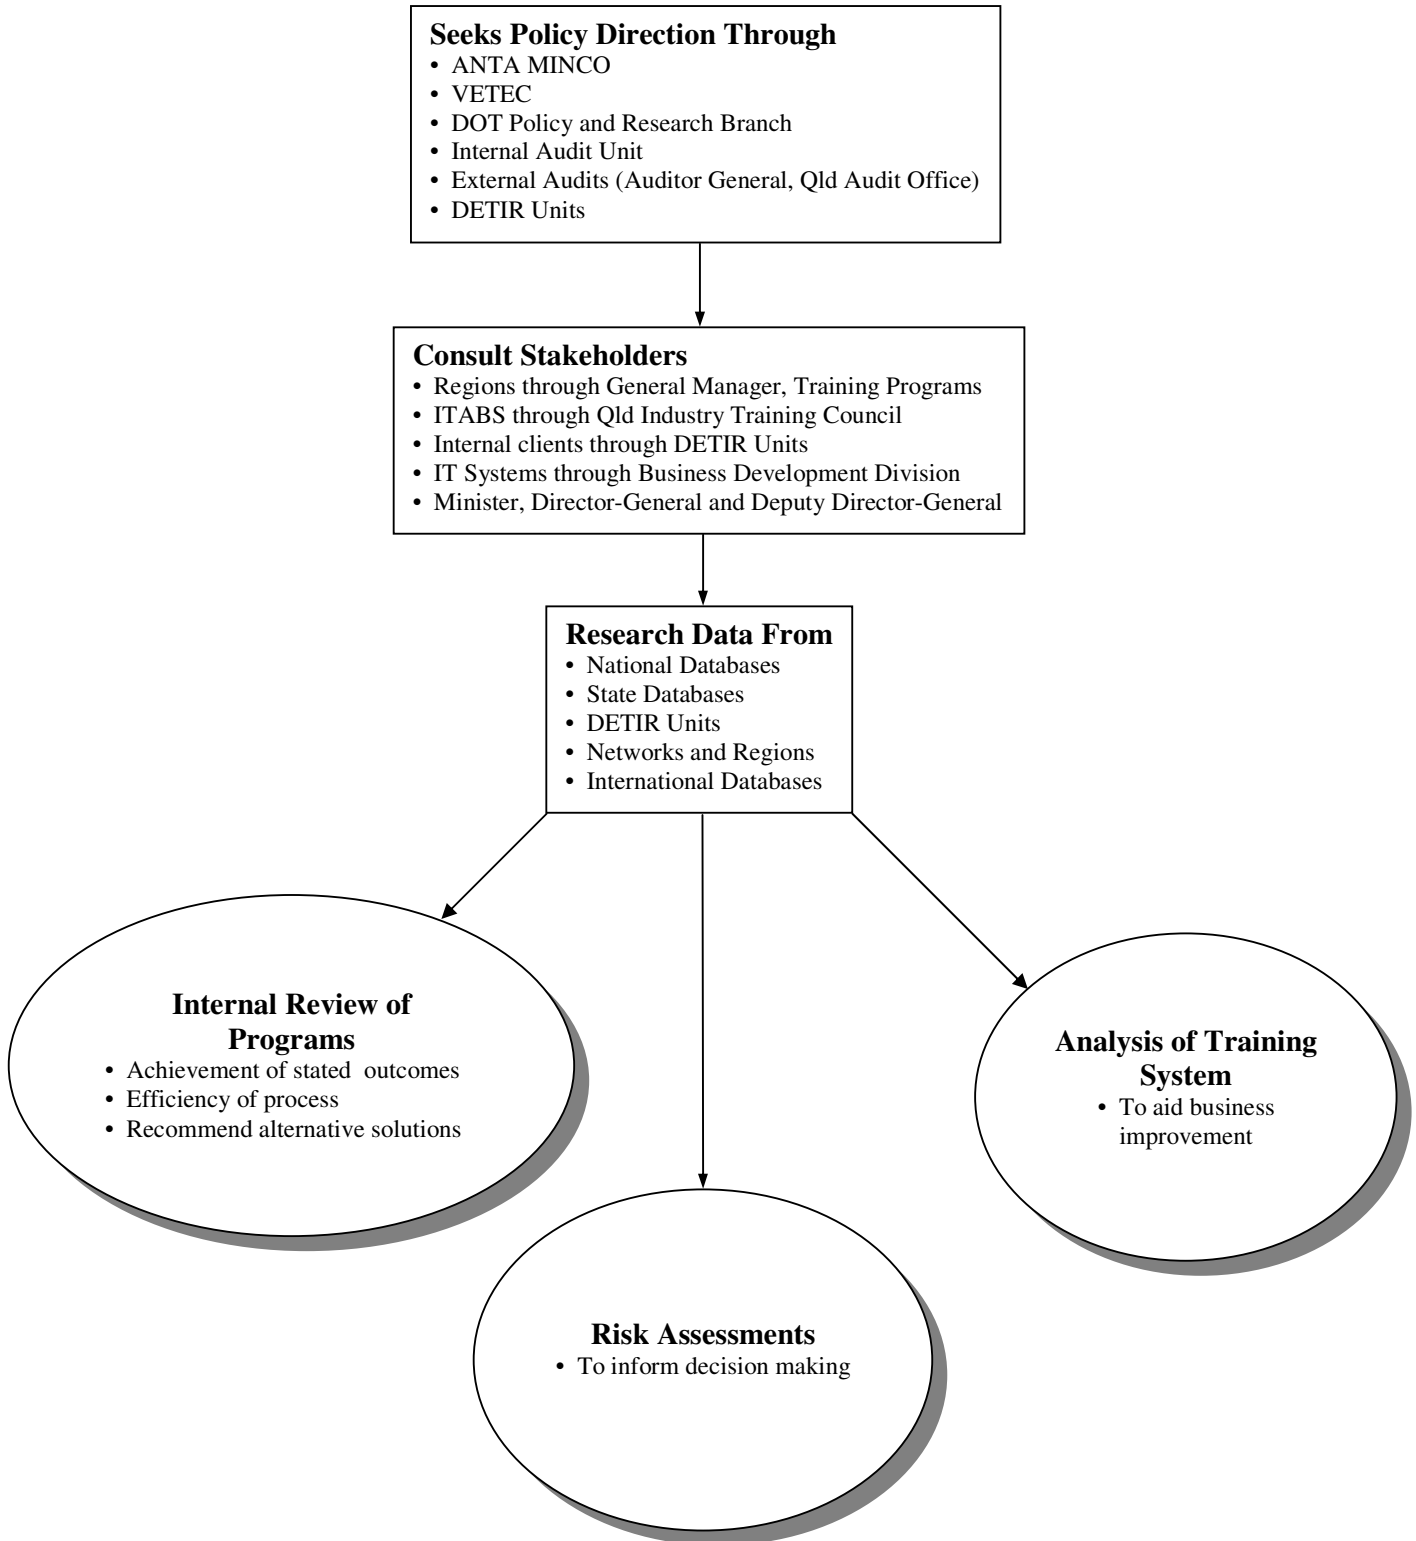 Seeks Policy Direction Through
• ANTA MINCO
• VETEC
• DOT Policy and Research Branch
• Internal Audit Unit
• External Audits (Auditor General, Qld Audit Office)
• DETIR Units
Consult Stakeholders
• Regions through General Manager, Training Programs
• ITABS through Qld Industry Training Council
• Internal clients through DETIR Units
• IT Systems through Business Development Division
• Minister, Director-General and Deputy Director-General
Research Data From
• National Databases
• State Databases
• DETIR Units
• Networks and Regions
• International Databases
Internal Review of
Programs
• Achievement of stated  outcomes
• Efficiency of process
• Recommend alternative solutions
Analysis of Training
System
• To aid business
improvement
Risk Assessments
• To inform decision making